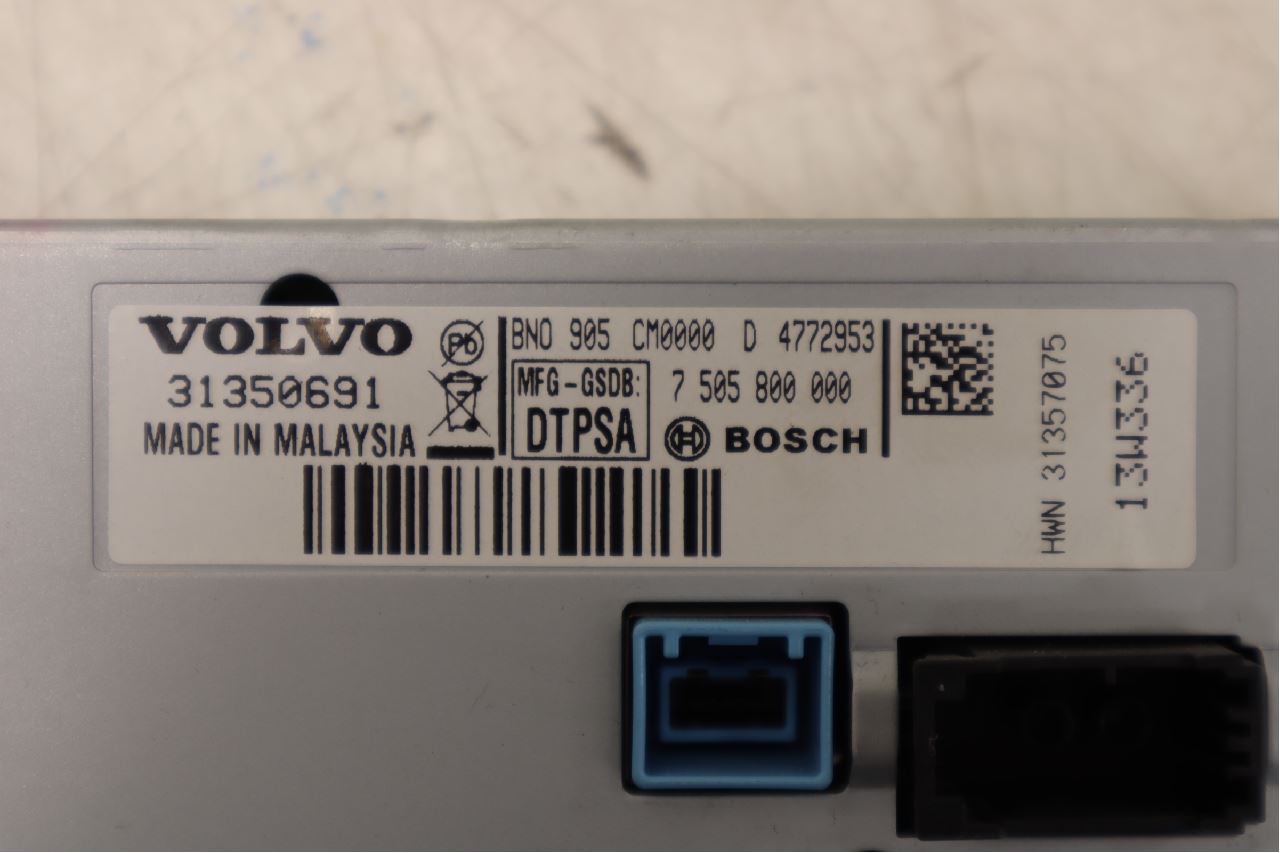 VOLVO
31350691
MADE IN MALAYSIA
Pb
BNO 905 CM0000 D 4772953
MFG-GSDB:
DTPSA
7 505 800 000
BOSCH
HWN 31357075
13W336